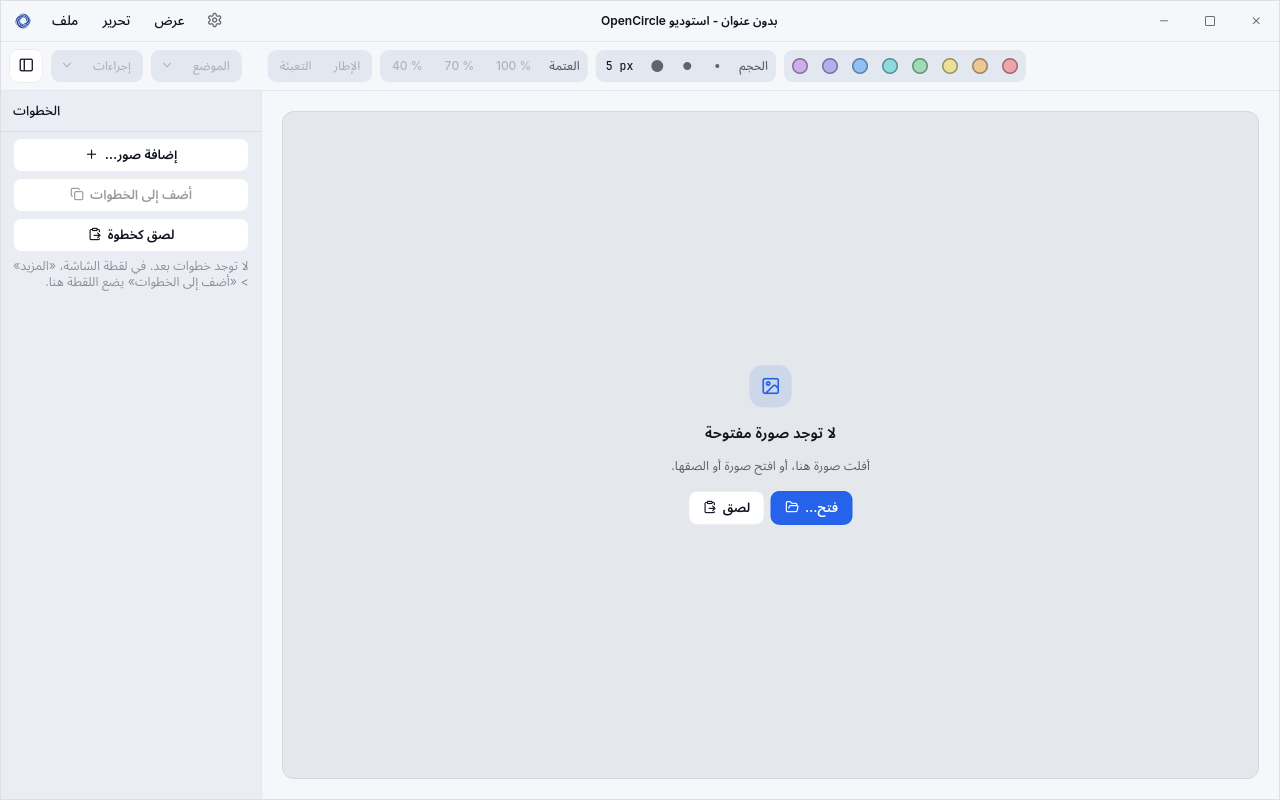 بدون عنوان - استوديو OpenCircle
ملف
تحرير
عرض
إجراءات
الموضع
التعبئة
الإطار
40 %
70 %
100 %
العتمة
5 px
الحجم
الخطوات
إضافة صور...
أضف إلى الخطوات
لصق كخطوة
لا توجد خطوات بعد. في لقطة الشاشة، «المزيد»
> «أضف إلى الخطوات» يضع اللقطة هنا.
لا توجد صورة مفتوحة
أفلت صورة هنا، أو افتح صورة أو الصقها.
فتح...
لصق